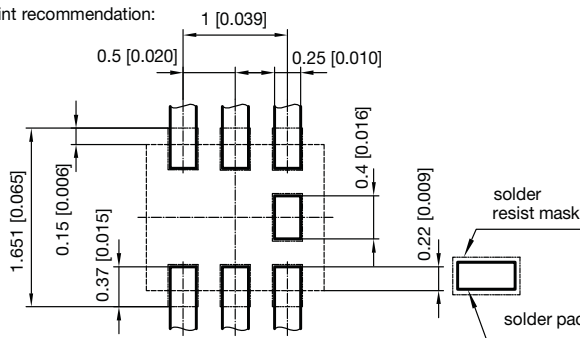 int recommendation:
1 [0.039]
0.5 [0.020]
0.25 [0.010]
1.651 [0.065]
0.15 [0.006]
0.37 [0.015]
0.4 [0.016]
0.22 [0.009]
solder
resist mask
solder pad